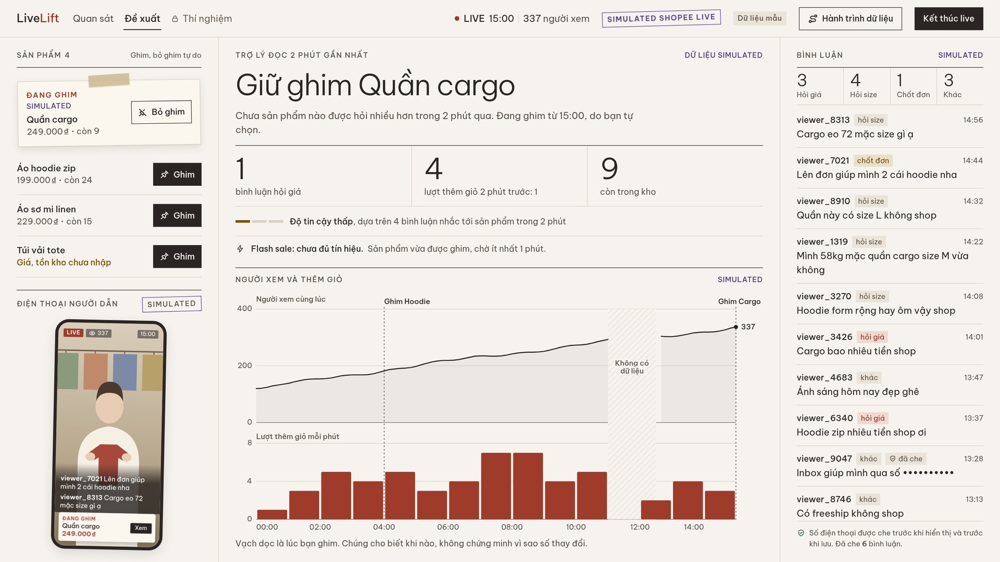 LiveLift
Quan sát
Đề xuất
Thí nghiệm
LIVE 15:00
337 người xem
SIMULATED SHOPEE LIVE
Dữ liệu mẫu
Hành trình dữ liệu
Kết thúc live
SẢN PHẨM 4
Ghim, bỏ ghim tự do
ĐANG GHIM
SIMULATED
Quần cargo
249.000₫ · còn 9
Bỏ ghim
Áo hoodie zip
199.000₫ · còn 24
Ghim
Áo sơ mi linen
229.000₫ · còn 15
Ghim
Túi vải tote
Giá, tồn kho chưa nhập
Ghim
ĐIỆN THOẠI NGƯỜI DẪN
SIMULATED
LIVE
337
15:00
viewer_7021 Lên đơn giúp
mình 2 cái hoodie nha
viewer_8313 Cargo eo 72
mặc size gì ạ
ĐANG GHIM
Quần cargo
249.000₫
Xem
TRỢ LÝ ĐỌC 2 PHÚT GẦN NHẤT
DỮ LIỆU SIMULATED
Giữ ghim Quần cargo
Chưa sản phẩm nào được hỏi nhiều hơn trong 2 phút qua. Đang ghim từ 15:00, do bạn tự
chọn.
1
bình luận hỏi giá
4
lượt thêm giỏ 2 phút trước: 1
9
còn trong kho
Độ tin cậy thấp, dựa trên 4 bình luận nhắc tới sản phẩm trong 2 phút
Flash sale: chưa đủ tín hiệu. Sản phẩm vừa được ghim, chờ ít nhất 1 phút.
NGƯỜI XEM VÀ THÊM GIỎ
SIMULATED
Người xem cùng lúc
Ghim Hoodie
Ghim Cargo
400
337
200
Không có
dữ liệu
0
Lượt thêm giỏ mỗi phút
8
4
0
00:00
02:00
04:00
06:00
08:00
10:00
12:00
14:00
Vạch dọc là lúc bạn ghim. Chúng cho biết khi nào, không chứng minh vì sao số thay đổi.
BÌNH LUẬN
SIMULATED
3
Hỏi giá
4
Hỏi size
1
Chốt đơn
3
Khác
viewer_8313 hỏi size 14:56
Cargo eo 72 mặc size gì ạ
viewer_7021 chốt đơn 14:44
Lên đơn giúp mình 2 cái hoodie nha
viewer_8910 hỏi size 14:32
Quần này có size L không shop
viewer_1319 hỏi size 14:22
Mình 58kg mặc quần cargo size M vừa
không
viewer_3270 hỏi size 14:08
Hoodie form rộng hay ôm vậy shop
viewer_3426 hỏi giá 14:01
Cargo bao nhiêu tiền shop
viewer_4683 khác 13:47
Ánh sáng hôm nay đẹp ghê
viewer_6340 hỏi giá 13:37
Hoodie zip nhiêu tiền shop ơi
viewer_9047 khác đã che 13:28
Inbox giúp mình qua số ••••••••••
viewer_8746 khác 13:13
Có freeship không shop
Số điện thoại được che trước khi hiển thị và trước
khi lưu. Đã che 6 bình luận.